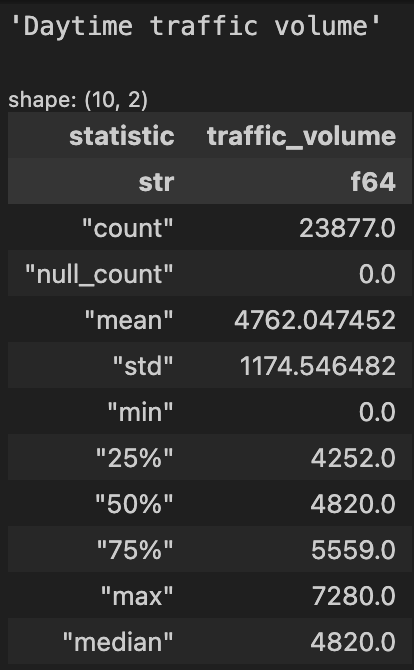 'Daytime traffic volume'
shape: (10, 2)
statistic traffic_volume
str f64
"count" 23877.0
"null_count" 0.0
"mean" 4762.047452
"std" 1174.546482
"min" 0.0
"25%" 4252.0
"50%" 4820.0
"75%" 5559.0
"max" 7280.0
"median" 4820.0